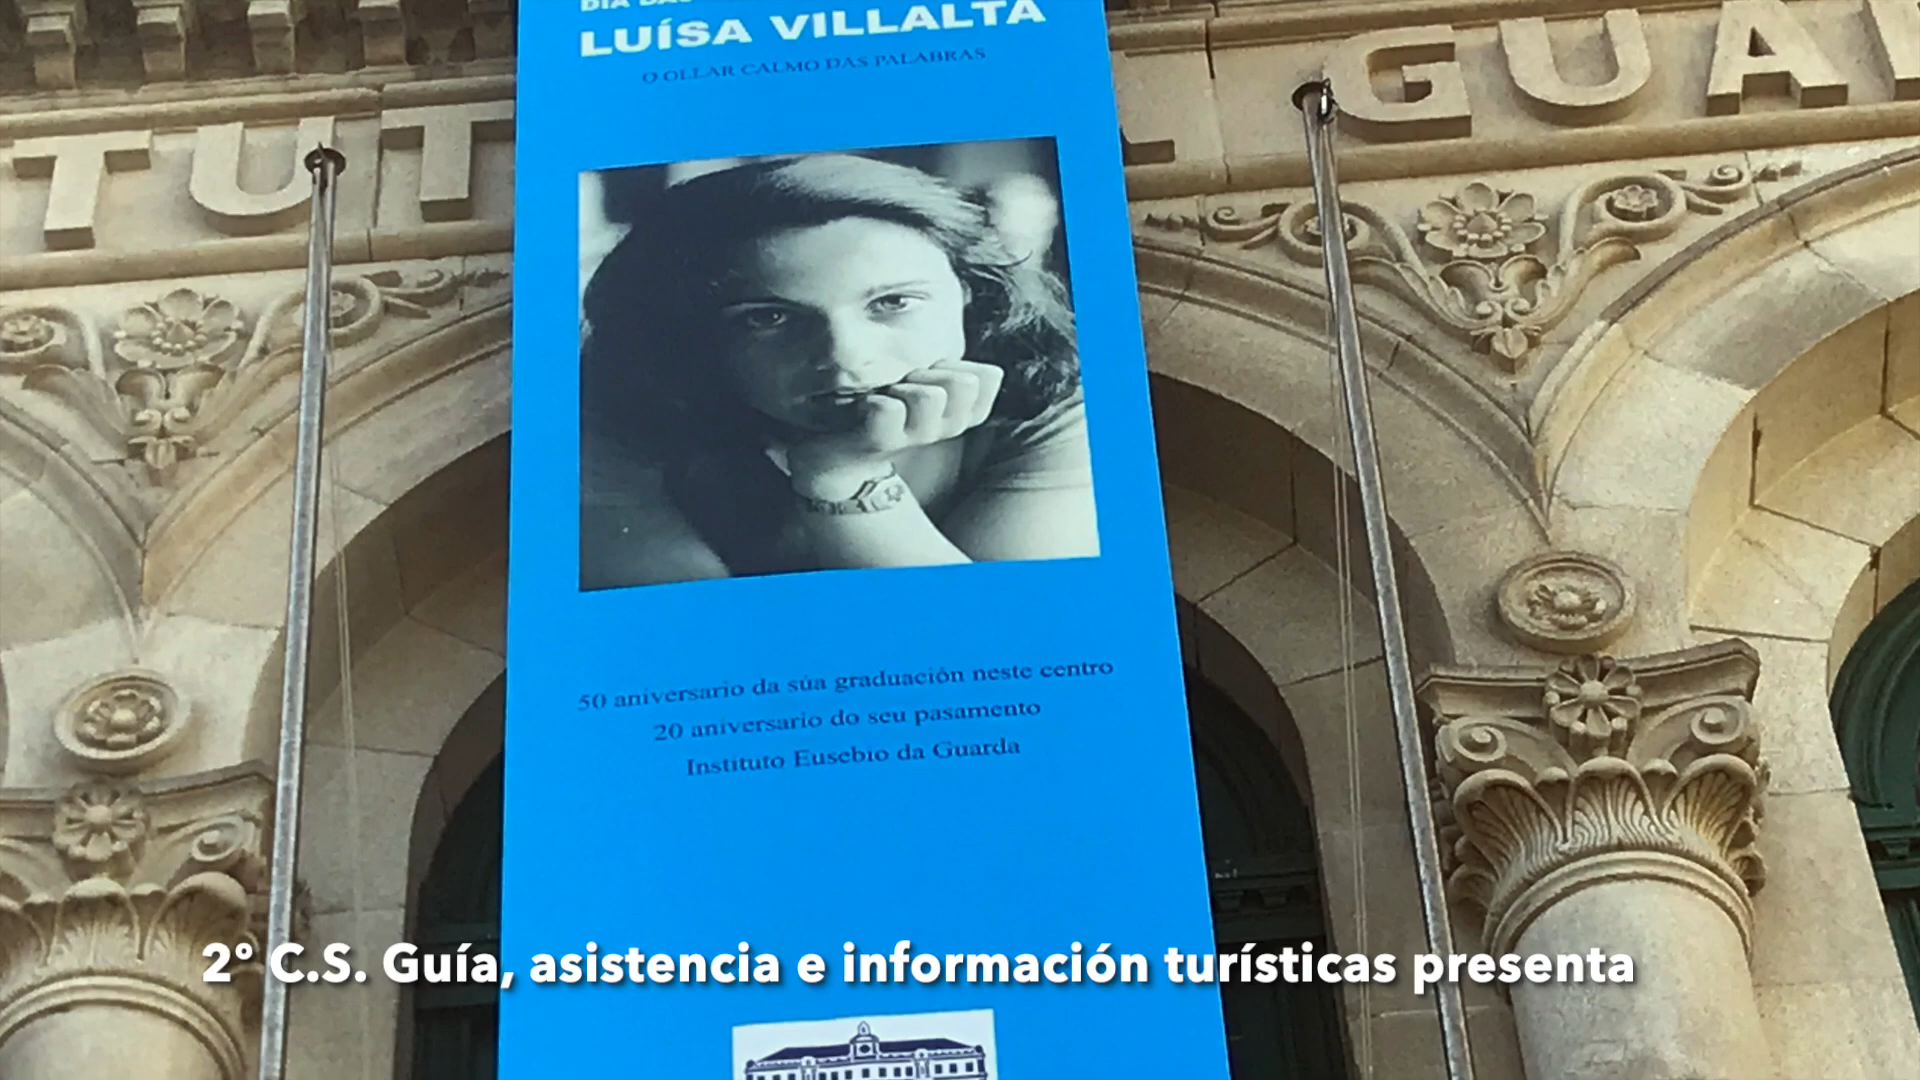 LUÍSA VILLALTA
O OLLAR CALMO DAS PALABRAS
TUT GUA
50 aniversario da súa graduación neste centro
20 aniversario do seu pasamento
Instituto Eusebio da Guarda
2º C.S. Guía, asistencia e información turísticas presenta